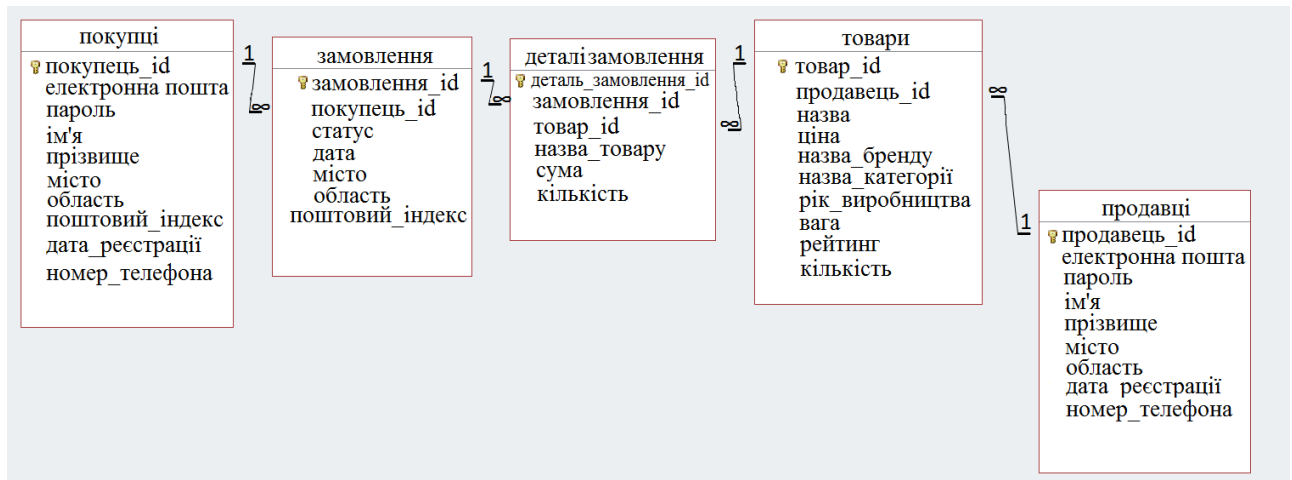 покупці
покупець_id
електронна пошта
пароль
ім'я
прізвище
місто
область
поштовий_індекс
дата_реєстрації
номер_телефона
1
∞
замовлення
замовлення_id
покупець_id
статус
дата
місто
область
поштовий_індекс
1
∞
деталізамовлення
деталь_замовлення_id
замовлення_id
товар_id
назва_товару
сума
кількість
1
∞
товари
товар_id
продавець_id
назва
ціна
назва_бренду
назва_категорії
рік_виробництва
вага
рейтинг
кількість
∞
1
продавці
продавець_id
електронна пошта
пароль
ім'я
прізвище
місто
область
дата реєстрації
номер_телефона